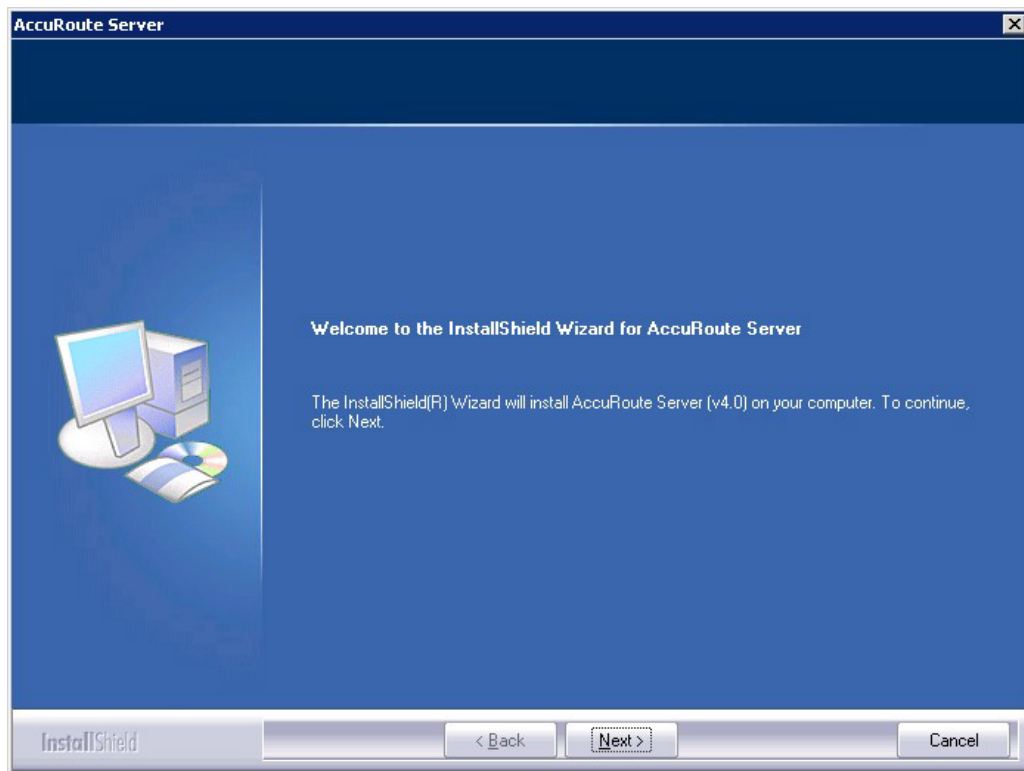 AccuRoute Server
Welcome to the InstallShield Wizard for AccuRoute Server
The InstallShield(R) Wizard will install AccuRoute Server (v4.0) on your computer. To continue,
click Next.
InstallShield
< Back
Next >
Cancel